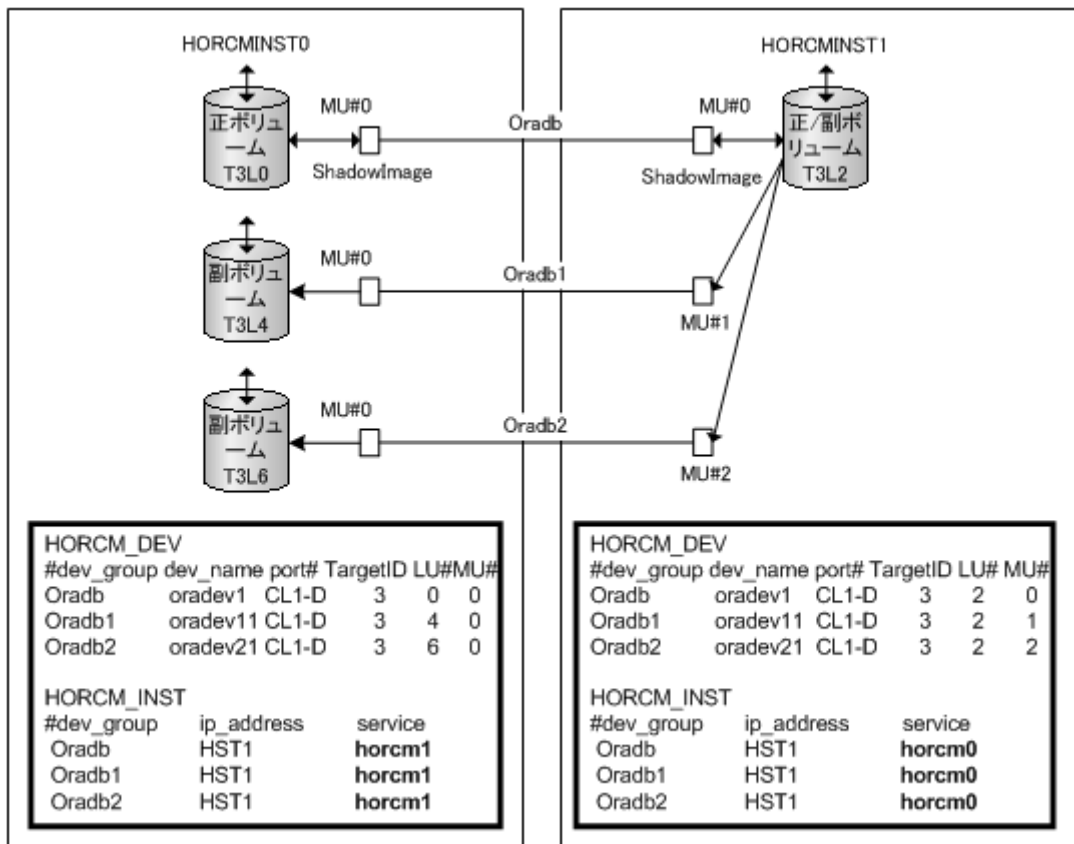 HORCMINST0
HORCMINST1
MU#0
MU#0
正ボリュ
ーム
T3L0
Oradb
正/副ボ
リューム
T3L2
ShadowImage
ShadowImage
MU#0
副ボリュ
ーム
T3L4
Oradb1
MU#1
MU#0
副ボリュ
ーム
T3L6
Oradb2
MU#2
HORCM_DEV
#dev_group dev_name port# TargetID LU#MU#
Oradb oradev1 CL1-D 3 0 0
Oradb1 oradev11 CL1-D 3 4 0
Oradb2 oradev21 CL1-D 3 6 0
HORCM_INST
#dev_group ip_address service
Oradb HST1 horcm1
Oradb1 HST1 horcm1
Oradb2 HST1 horcm1
HORCM_DEV
#dev_group dev_name port# TargetID LU# MU#
Oradb oradev1 CL1-D 3 2 0
Oradb1 oradev11 CL1-D 3 2 1
Oradb2 oradev21 CL1-D 3 2 2
HORCM_INST
#dev_group ip_address service
Oradb HST1 horcm0
Oradb1 HST1 horcm0
Oradb2 HST1 horcm0